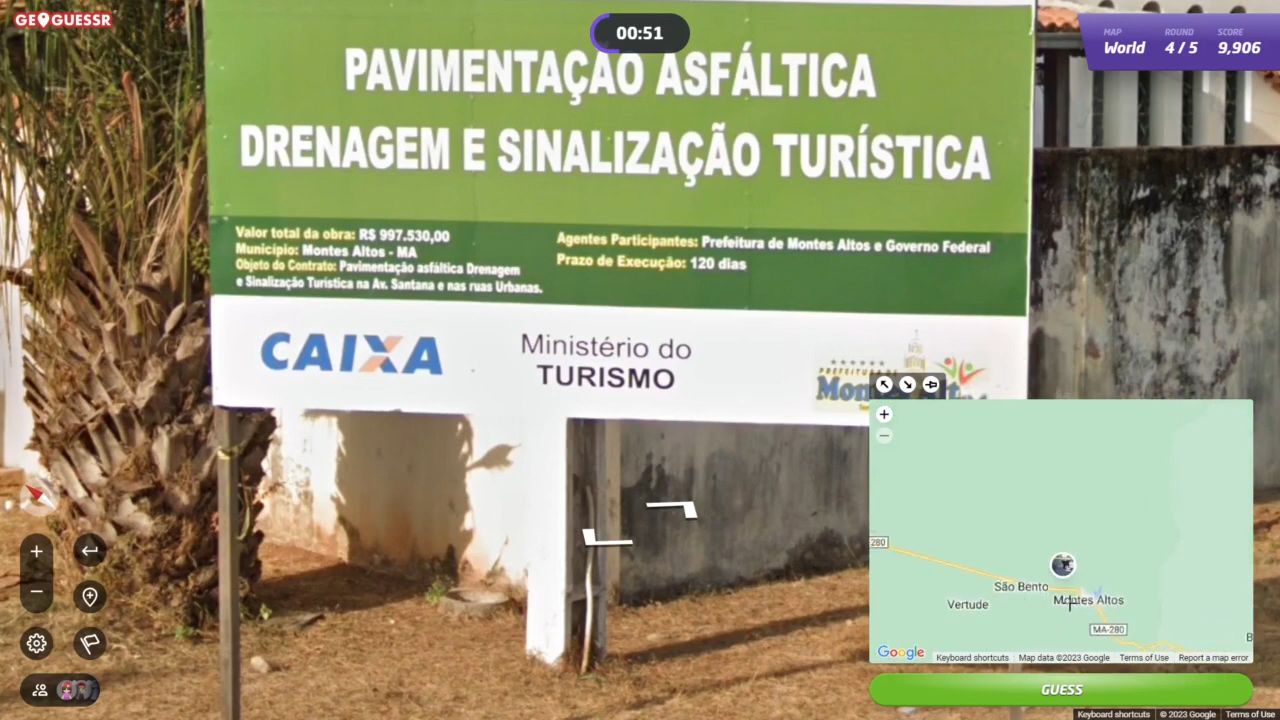 GEOGUESSR
00:51
MAP
World
ROUND
4 / 5
SCORE
9,906
PAVIMENTAÇÃO ASFÁLTICA
DRENAGEM E SINALIZAÇÃO TURÍSTICA
Valor total da obra: R$ 997.530,00
Município: Montes Altos - MA
Objeto do Contrato: Pavimentação asfáltica Drenagem
e Sinalização Turística na Av. Santana e nas ruas Urbanas.
Agentes Participantes: Prefeitura de Montes Altos e Governo Federal
Prazo de Execução: 120 dias
CAIXA
Ministério do
TURISMO
PREFEITURA DE
280
São Bento
Vertude
Montes Altos
MA-280
B
Google
Keyboard shortcuts
Map data ©2023 Google
Terms of Use
Report a map error
GUESS
Keyboard shortcuts
© 2023 Google
Terms of Use